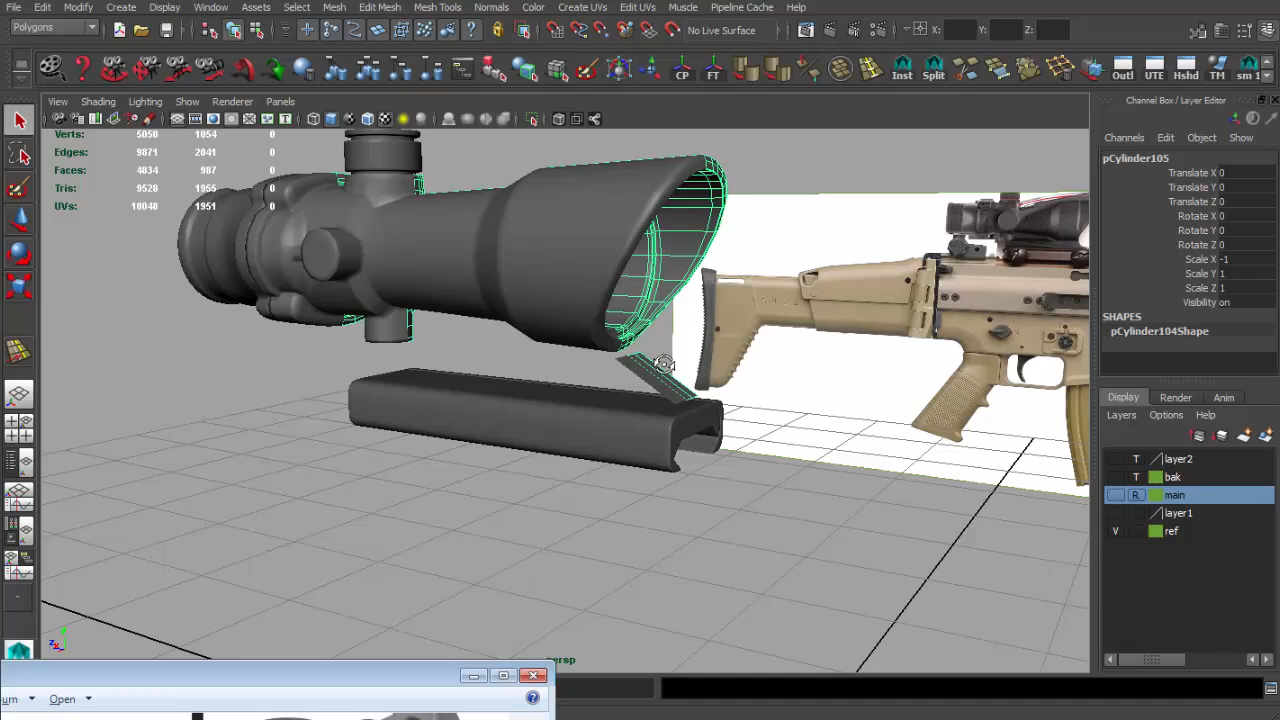 File Edit Modify Create Display Window Assets Select Mesh Edit Mesh Mesh Tools Normals Color Create UVs Edit UVs Muscle Pipeline Cache Help
Polygons No Live Surface X: Y: Z:
CP FT Inst Split Outl UTE Hshd TM sm 1
View Shading Lighting Show Renderer Panels
Channel Box / Layer Editor
Channels Edit Object Show
Verts: 5050 1054 0
Edges: 9871 2041 0
Faces: 4834 987 0
Tris: 9528 1955 0
UVs: 10048 1951 0
pCylinder105
Translate X 0
Translate Y 0
Translate Z 0
Rotate X 0
Rotate Y 0
Rotate Z 0
Scale X -1
Scale Y 1
Scale Z 1
Visibility on
SHAPES
pCylinder104Shape
Display Render Anim
Layers Options Help
T layer2
T bak
R main
layer1
V ref
persp
urn Open